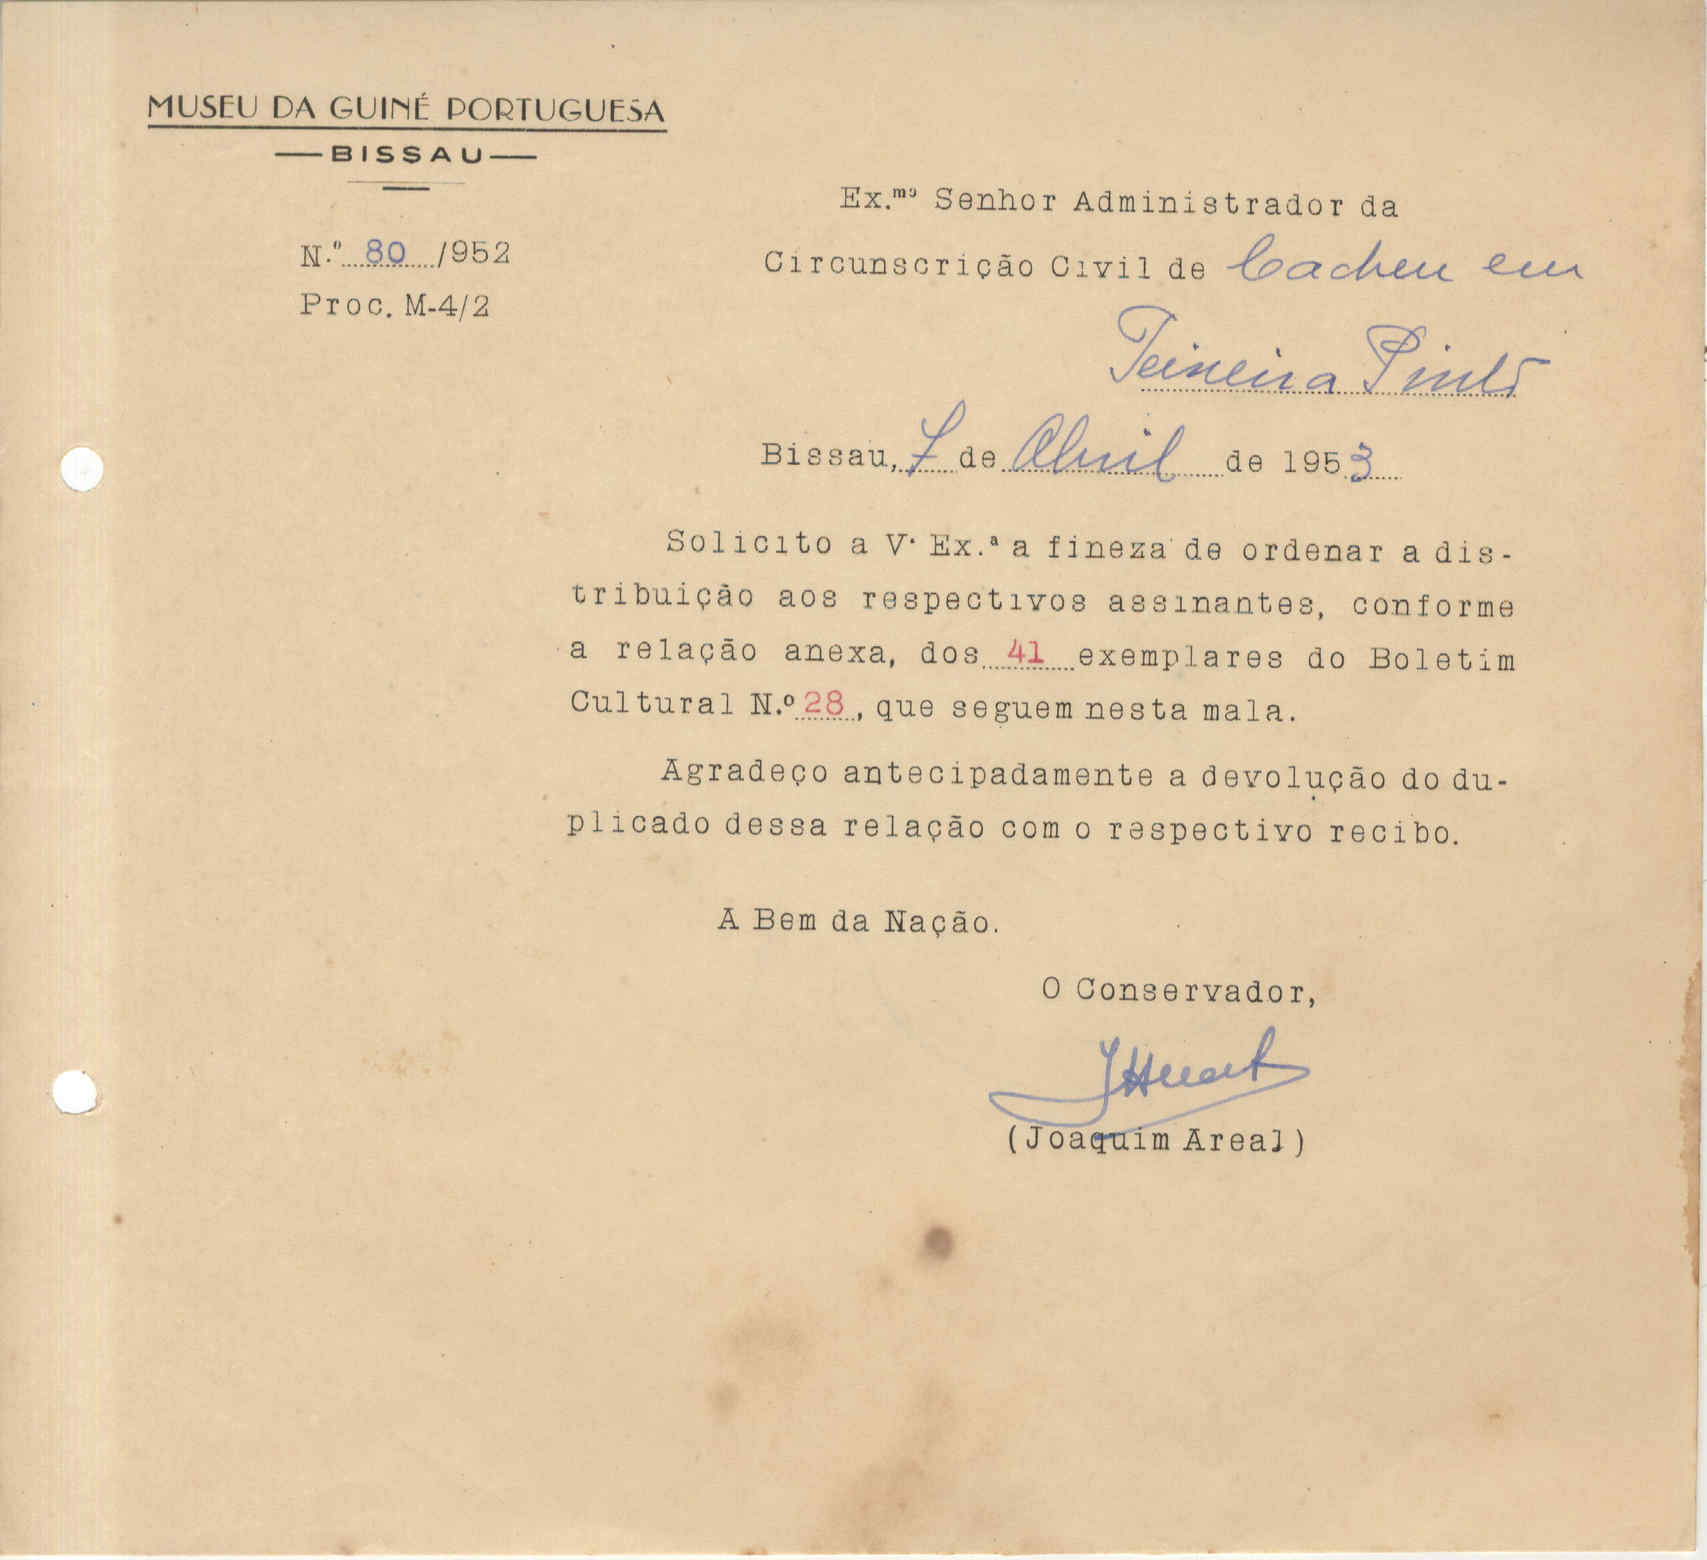 MUSEU DA GUINÉ PORTUGUESA
BISSAU
N.º 80 /952
Proc. M-4/2
Ex.mo Senhor Administrador da
Circunscrição Civil de Cacheu em
Teixeira Pinto
Bissau, 7 de Abril de 1953
Solicito a V. Ex.ª a fineza de ordenar a dis-
tribuição aos respectivos assinantes, conforme
a relação anexa, dos 41 exemplares do Boletim
Cultural N.º 28, que seguem nesta mala.
Agradeço antecipadamente a devolução do du-
plicado dessa relação com o respectivo recibo.
A Bem da Nação.
O Conservador,
(Joaquim Areal)